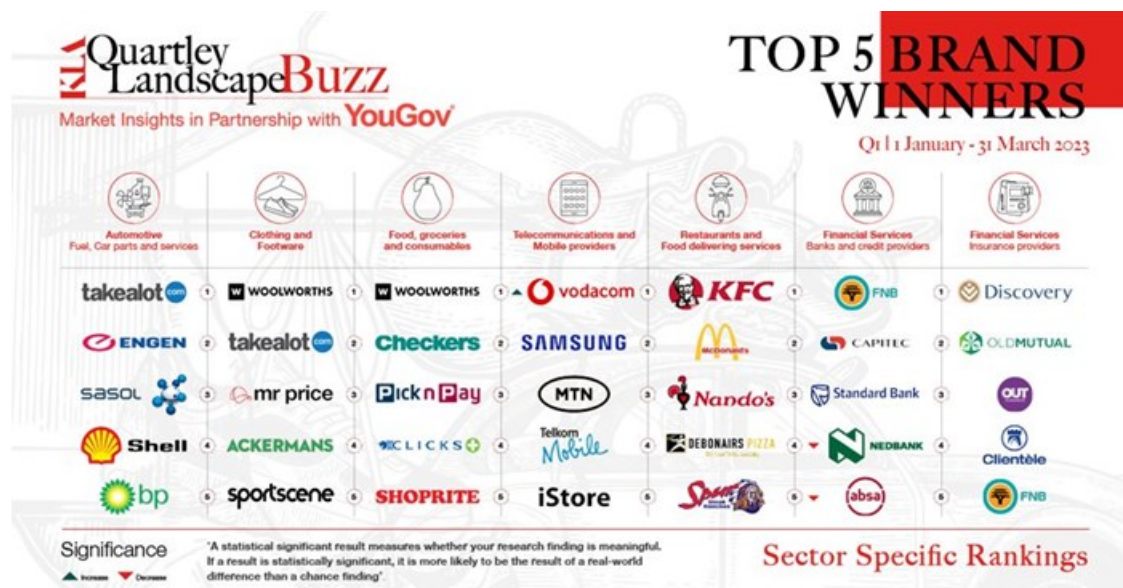 KLA Quartley
Landscape Buzz
Market Insights in Partnership with YouGov
TOP 5 BRAND
WINNERS
Q1 | 1 January - 31 March 2023
Automotive
Fuel, Car parts and services
Clothing and
Footware
Food, groceries
and consumables
Telecommunications and
Mobile providers
Restaurants and
Food delivering services
Financial Services
Banks and credit providers
Financial Services
Insurance providers
takealot com 1 W WOOLWORTHS 1 W WOOLWORTHS 1 vodacom 1 KFC 1 FNB 1 Discovery
ENGEN 2 takealot com 2 Checkers 2 SAMSUNG 2 McDonald's 2 CAPITEC 2 OLDMUTUAL
sasol 3 mr price 3 Pick n Pay 3 MTN 3 Nando's 3 Standard Bank 3 OUT
Shell 4 ACKERMANS 4 CLICKS 4 Telkom Mobile 4 DEBONAIRS PIZZA 4 NEDBANK 4 Clientèle
bp 5 sportscene 5 SHOPRITE 5 iStore 5 Spur 5 absa 5 FNB
Significance
Increase Decrease
"A statistical significant result measures whether your research finding is meaningful.
If a result is statistically significant, it is more likely to be the result of a real-world
difference than a chance finding"
Sector Specific Rankings